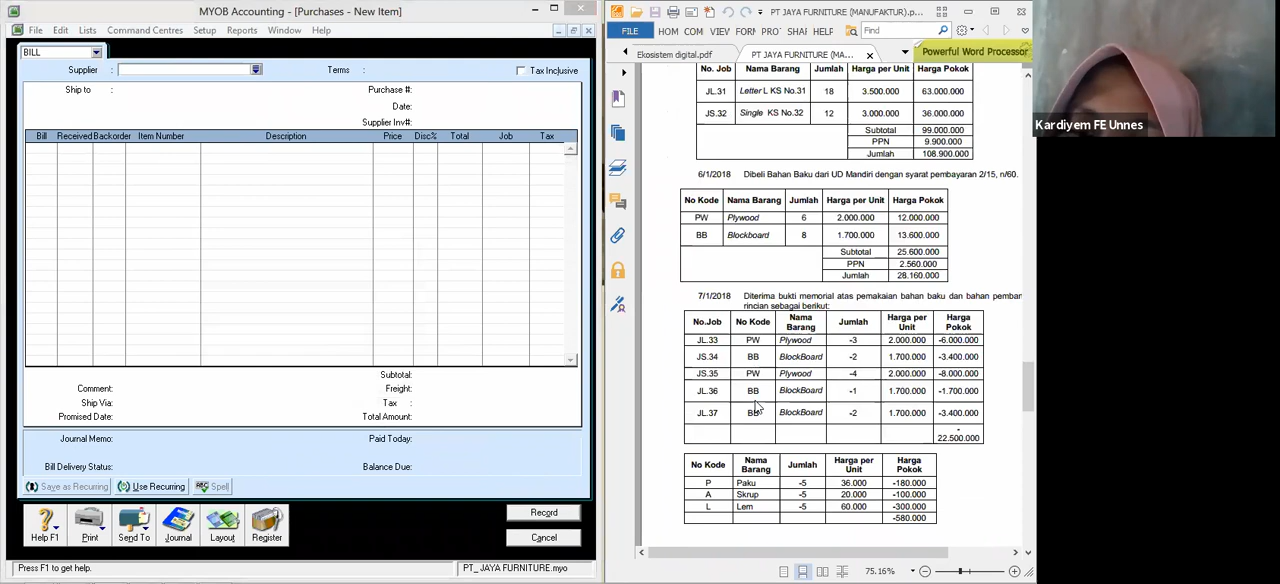 MYOB Accounting - [Purchases - New Item]
File Edit Lists Command Centres Setup Reports Window Help
BILL
Supplier : Terms : Tax Inclusive
Ship to : Purchase #:
Date:
Supplier Inv#:
Bill Received Backorder Item Number Description Price Disc% Total Job Tax
Subtotal:
Comment: Freight:
Ship Via: Tax :
Promised Date: Total Amount:
Journal Memo: Paid Today:
Bill Delivery Status: Balance Due:
Save as Recurring Use Recurring Spell
Help F1 Print Send To Journal Layout Register
Record
Cancel
Press F1 to get help. PT_ JAYA FURNITURE.myo
PT JAYA FURNITURE (MANUFAKTUR).p...
FILE HOM COM VIEV FORM PRO SHAR HELP Find
Ekosistem digital.pdf PT JAYA FURNITURE (MA... Powerful Word Processor
No. Job Nama Barang Jumlah Harga per Unit Harga Pokok
JL.31 Letter L KS No.31 18 3.500.000 63.000.000
JS.32 Single KS No.32 12 3.000.000 36.000.000
Subtotal 99.000.000
PPN 9.900.000
Jumlah 108.900.000
6/1/2018 Dibeli Bahan Baku dari UD Mandiri dengan syarat pembayaran 2/15, n/60.
No Kode Nama Barang Jumlah Harga per Unit Harga Pokok
PW Plywood 6 2.000.000 12.000.000
BB Blockboard 8 1.700.000 13.600.000
Subtotal 25.600.000
PPN 2.560.000
Jumlah 28.160.000
7/1/2018 Diterima bukti memorial atas pemakaian bahan baku dan bahan pemban
rincian sebagai berikut:
No.Job No Kode Nama Barang Jumlah Harga per Unit Harga Pokok
JL.33 PW Plywood -3 2.000.000 -6.000.000
JS.34 BB BlockBoard -2 1.700.000 -3.400.000
JS.35 PW Plywood -4 2.000.000 -8.000.000
JL.36 BB BlockBoard -1 1.700.000 -1.700.000
JL.37 BB BlockBoard -2 1.700.000 -3.400.000
-
22.500.000
No Kode Nama Barang Jumlah Harga per Unit Harga Pokok
P Paku -5 36.000 -180.000
A Skrup -5 20.000 -100.000
L Lem -5 60.000 -300.000
-580.000
75.16%
Kardiyem FE Unnes